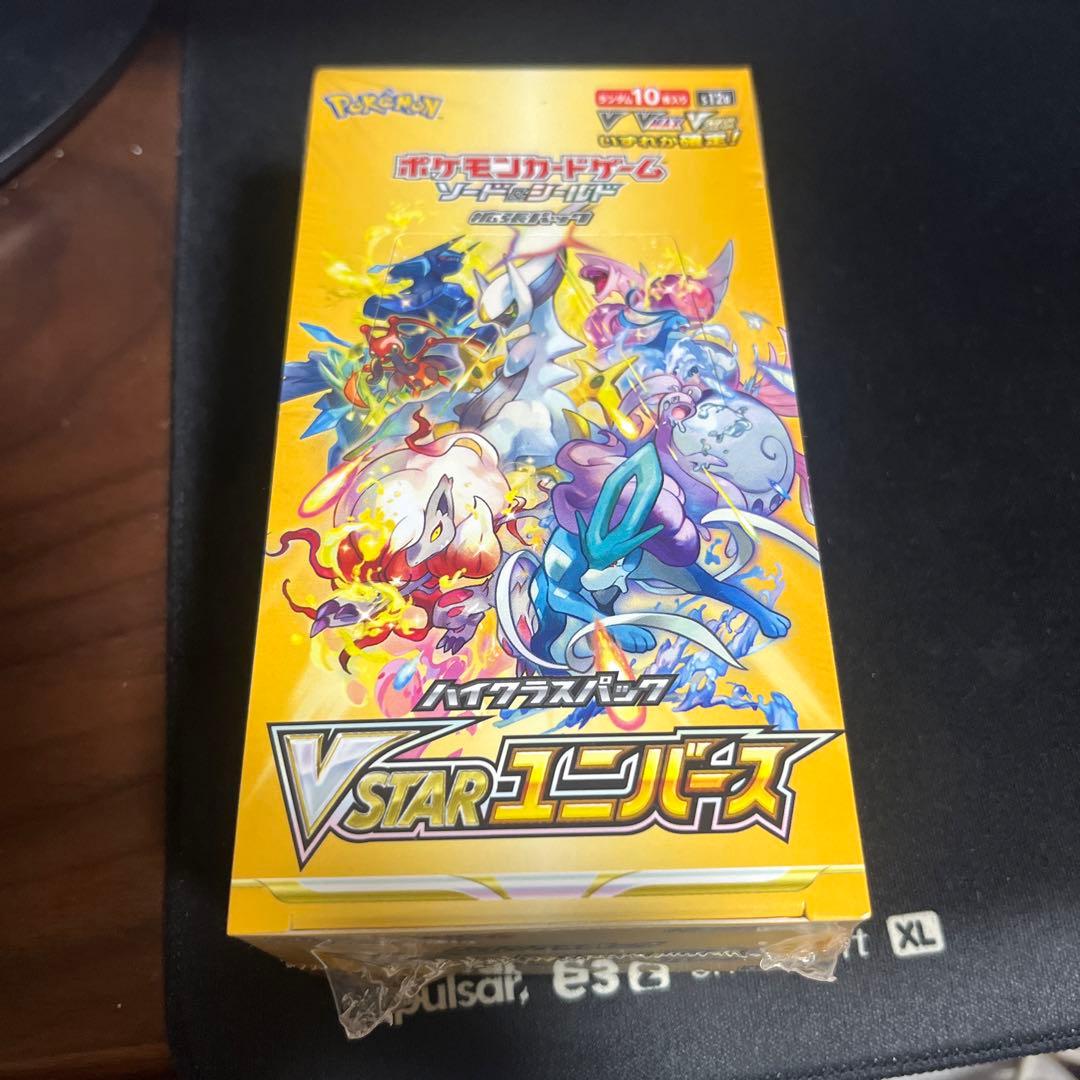 POKÉMON
ランダム10枚入り s12a
V VMAX VSTAR
いずれか確定!
ポケモンカードゲーム
ソード&シールド
拡張パック
ハイクラスパック
VSTARユニバース
pulsar e3
XL